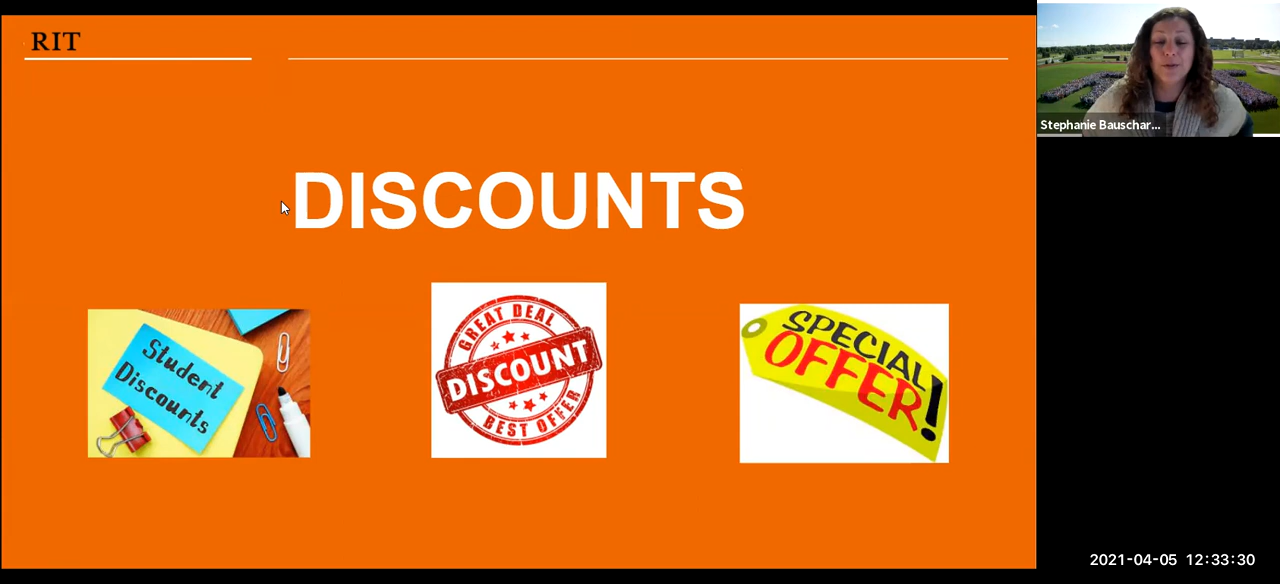 RIT
DISCOUNTS
Student
Discounts
GREAT DEAL
DISCOUNT
BEST OFFER
SPECIAL
OFFER!
Stephanie Bauschar...
2021-04-05 12:33:30